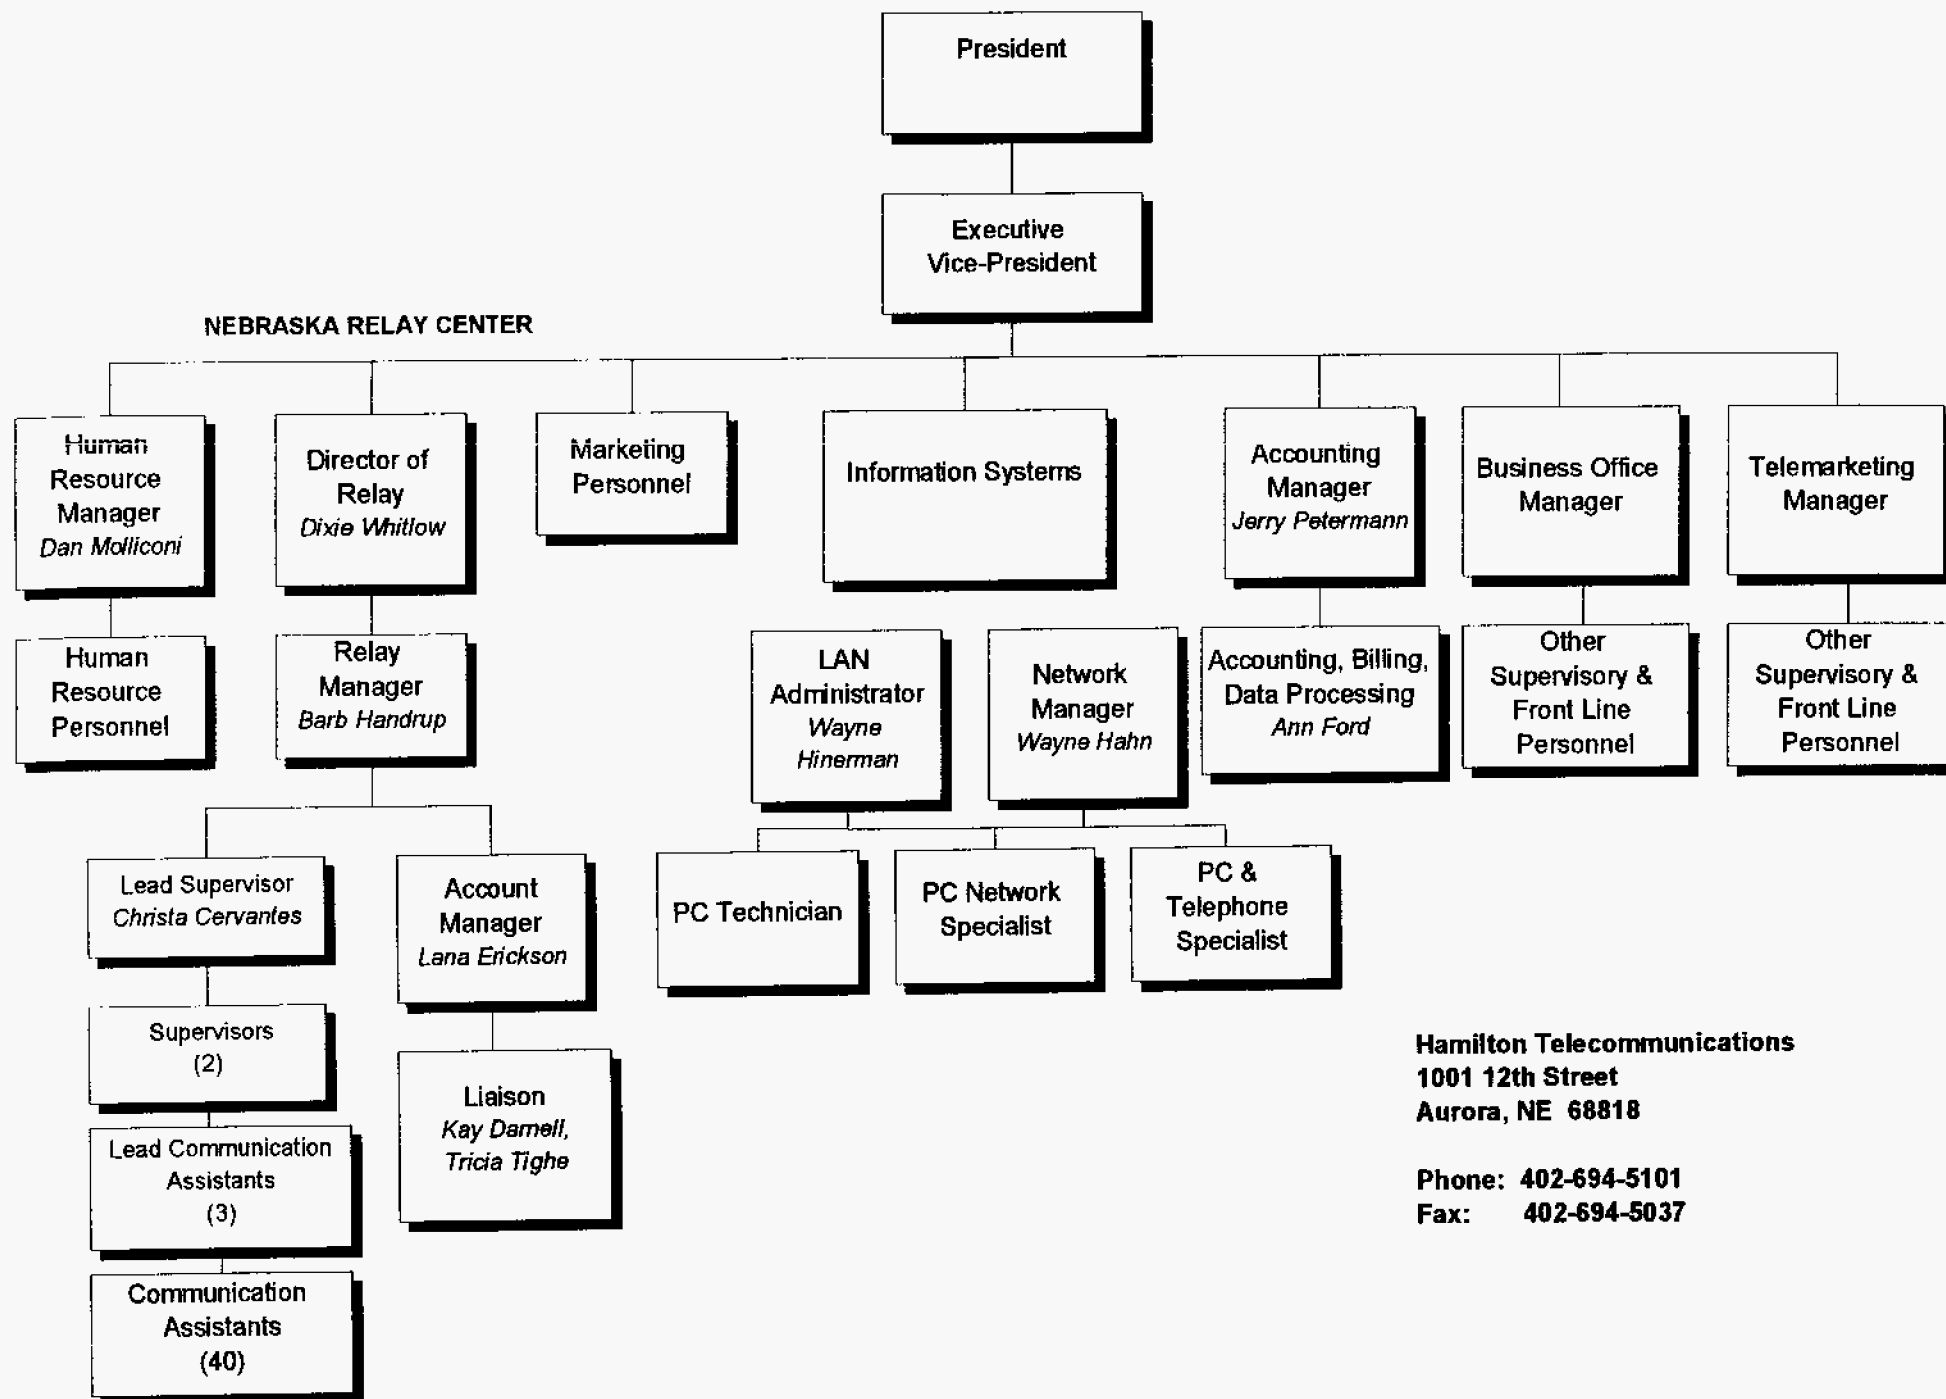 President
Executive
Vice-President
NEBRASKA RELAY CENTER
Human
Resource
Manager
Dan Molliconi
Director of
Relay
Dixie Whitlow
Marketing
Personnel
Information Systems
Accounting
Manager
Jerry Petermann
Business Office
Manager
Telemarketing
Manager
Human
Resource
Personnel
Relay
Manager
Barb Handrup
LAN
Administrator
Wayne
Hinerman
Network
Manager
Wayne Hahn
Accounting, Billing,
Data Processing
Ann Ford
Other
Supervisory &
Front Line
Personnel
Other
Supervisory &
Front Line
Personnel
Lead Supervisor
Christa Cervantes
Account
Manager
Lana Erickson
PC Technician
PC Network
Specialist
PC &
Telephone
Specialist
Supervisors
(2)
Liaison
Kay Darnell,
Tricia Tighe
Lead Communication
Assistants
(3)
Communication
Assistants
(40)
Hamilton Telecommunications
1001 12th Street
Aurora, NE 68818
Phone: 402-694-5101
Fax: 402-694-5037